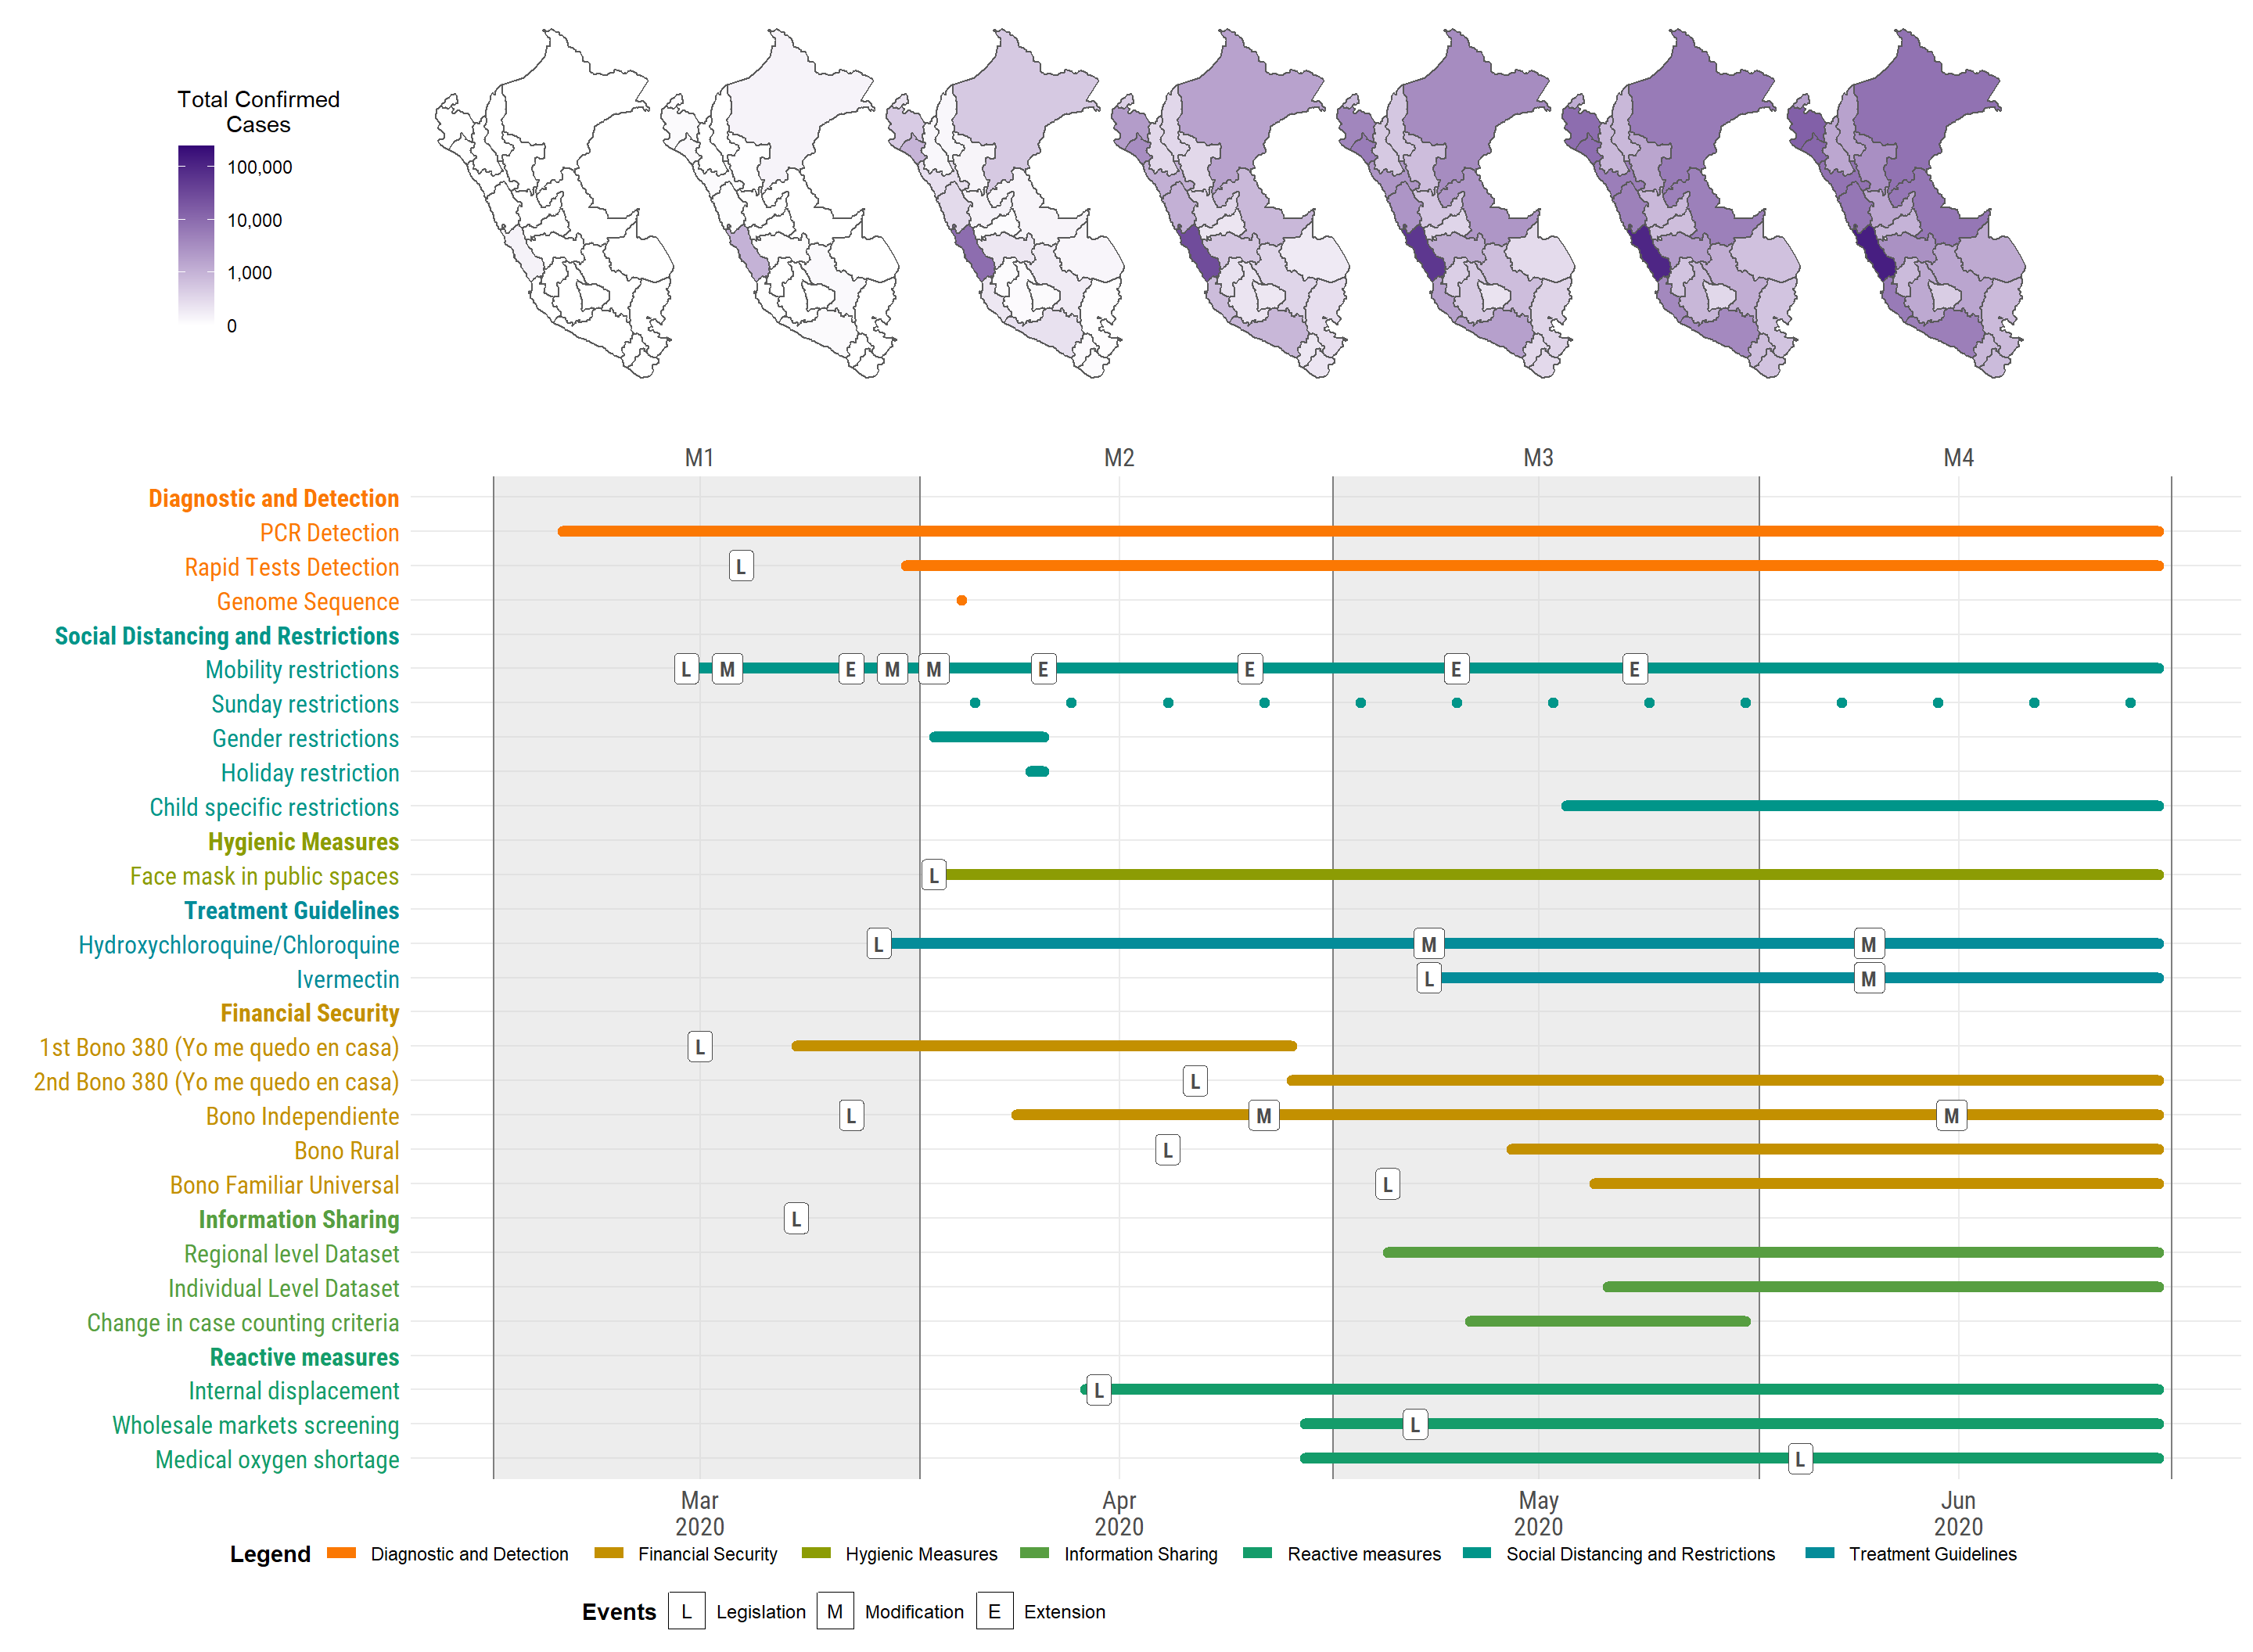 Total Confirmed
Cases
100,000
10,000
1,000
0
M1 M2 M3 M4
Diagnostic and Detection
PCR Detection
Rapid Tests Detection L
Genome Sequence
Social Distancing and Restrictions
Mobility restrictions L M E M M E E E E
Sunday restrictions
Gender restrictions
Holiday restriction
Child specific restrictions
Hygienic Measures
Face mask in public spaces L
Treatment Guidelines
Hydroxychloroquine/Chloroquine L M M
Ivermectin L M
Financial Security
1st Bono 380 (Yo me quedo en casa) L
2nd Bono 380 (Yo me quedo en casa) L
Bono Independiente L M M
Bono Rural L
Bono Familiar Universal L
Information Sharing L
Regional level Dataset
Individual Level Dataset
Change in case counting criteria
Reactive measures
Internal displacement L
Wholesale markets screening L
Medical oxygen shortage L
Mar Apr May Jun
2020 2020 2020 2020
Legend Diagnostic and Detection Financial Security Hygienic Measures Information Sharing Reactive measures Social Distancing and Restrictions Treatment Guidelines
Events L Legislation M Modification E Extension